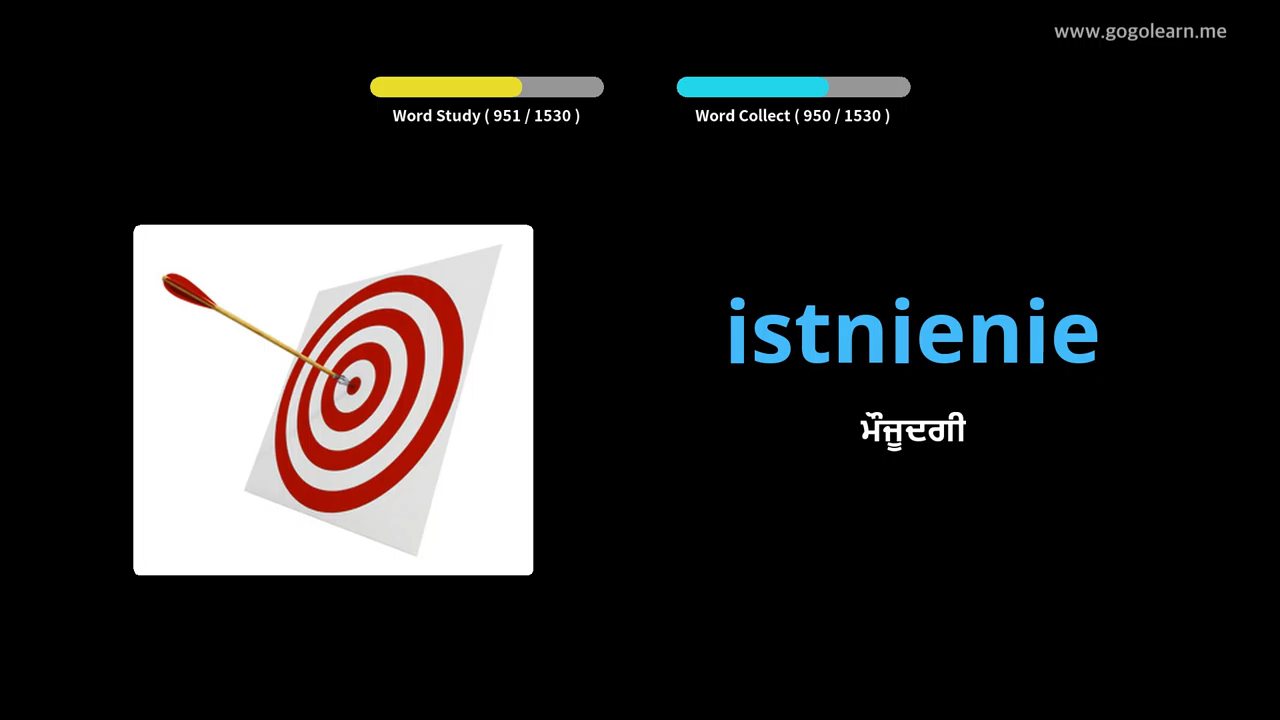 www.gogolearn.me
Word Study ( 951 / 1530 )
Word Collect ( 950 / 1530 )
istnienie
ਮੌਜੂਦਗੀ